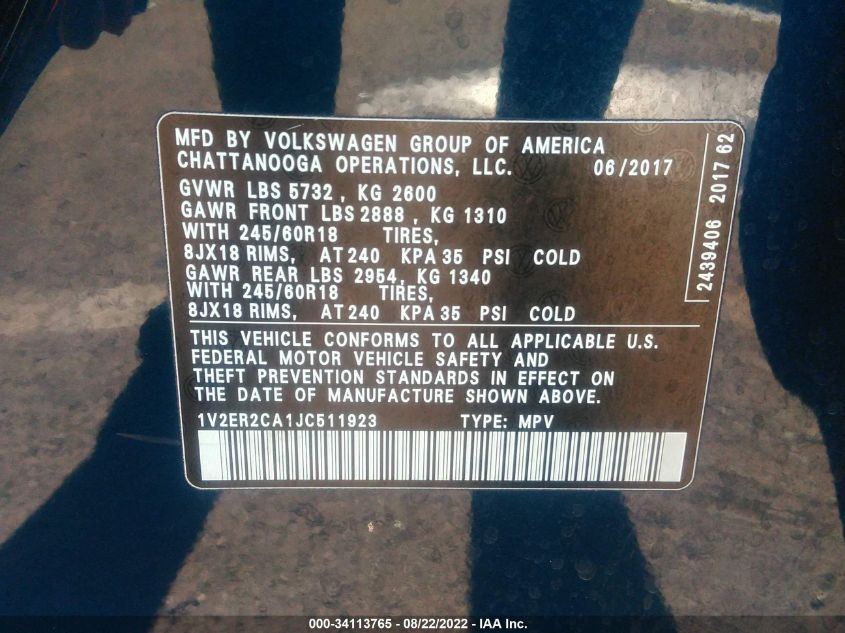 MFD BY VOLKSWAGEN GROUP OF AMERICA
CHATTANOOGA OPERATIONS, LLC. 06/2017
GVWR LBS 5732 , KG 2600
GAWR FRONT LBS 2888 , KG 1310
WITH 245/60R18 TIRES,
8JX18 RIMS, AT 240 KPA 35 PSI COLD
GAWR REAR LBS 2954, KG 1340
WITH 245/60R18 TIRES,
8JX18 RIMS, AT 240 KPA 35 PSI COLD
THIS VEHICLE CONFORMS TO ALL APPLICABLE U.S.
FEDERAL MOTOR VEHICLE SAFETY AND
THEFT PREVENTION STANDARDS IN EFFECT ON
THE DATE OF MANUFACTURE SHOWN ABOVE.
1V2ER2CA1JC511923 TYPE: MPV
2439406 2017 62
000-34113765 - 08/22/2022 - IAA Inc.